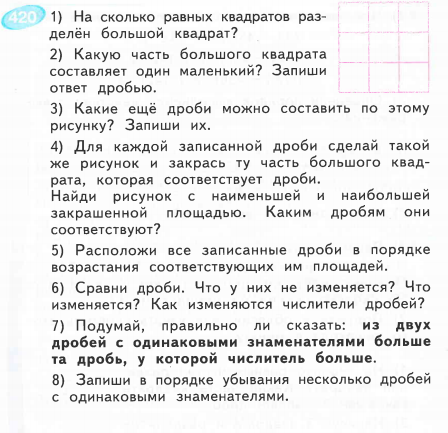 420 1) На сколько равных квадратов раз-
делён большой квадрат?
2) Какую часть большого квадрата
составляет один маленький? Запиши
ответ дробью.
3) Какие ещё дроби можно составить по этому
рисунку? Запиши их.
4) Для каждой записанной дроби сделай такой
же рисунок и закрась ту часть большого квад-
рата, которая соответствует дроби.
Найди рисунок с наименьшей и наибольшей
закрашенной площадью. Каким дробям они
соответствуют?
5) Расположи все записанные дроби в порядке
возрастания соответствующих им площадей.
6) Сравни дроби. Что у них не изменяется? Что
изменяется? Как изменяются числители дробей?
7) Подумай, правильно ли сказать: из двух
дробей с одинаковыми знаменателями больше
та дробь, у которой числитель больше.
8) Запиши в порядке убывания несколько дробей
с одинаковыми знаменателями.